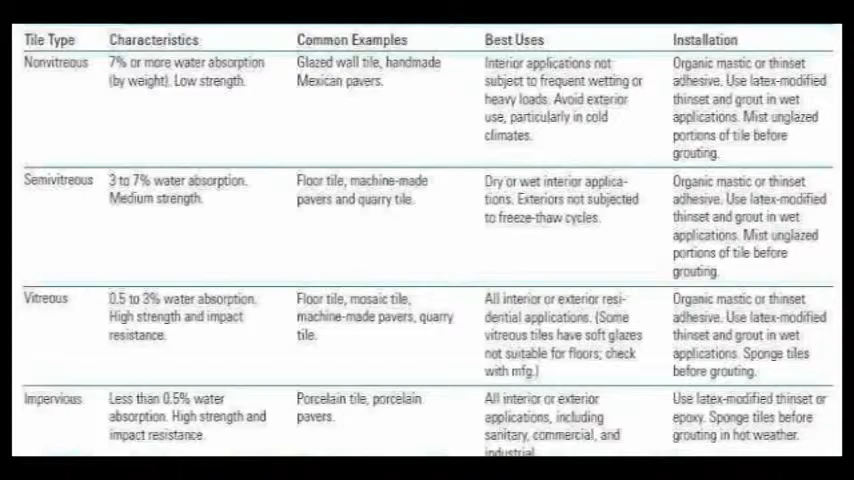 Tile Type Characteristics Common Examples Best Uses Installation
Nonvitreous 7% or more water absorption Glazed wall tile, handmade Interior applications not Organic mastic or thinset
(by weight). Low strength. Mexican pavers. subject to frequent wetting or adhesive. Use latex-modified
heavy loads. Avoid exterior thinset and grout in wet
use, particularly in cold applications. Mist unglazed
climates. portions of tile before
grouting.
Semivitreous 3 to 7% water absorption. Floor tile, machine-made Dry or wet interior applica- Organic mastic or thinset
Medium strength. pavers and quarry tile. tions. Exteriors not subjected adhesive. Use latex-modified
to freeze-thaw cycles. thinset and grout in wet
applications. Mist unglazed
portions of tile before
grouting.
Vitreous 0.5 to 3% water absorption. Floor tile, mosaic tile, All interior or exterior resi- Organic mastic or thinset
High strength and impact machine-made pavers, quarry dential applications. (Some adhesive. Use latex-modified
resistance. tile. vitreous tiles have soft glazes thinset and grout in wet
not suitable for floors; check applications. Sponge tiles
with mfg.) before grouting.
Impervious Less than 0.5% water Porcelain tile, porcelain All interior or exterior Use latex-modified thinset or
absorption. High strength and pavers. applications, including epoxy. Sponge tiles before
impact resistance. sanitary, commercial, and grouting in hot weather.
industrial.